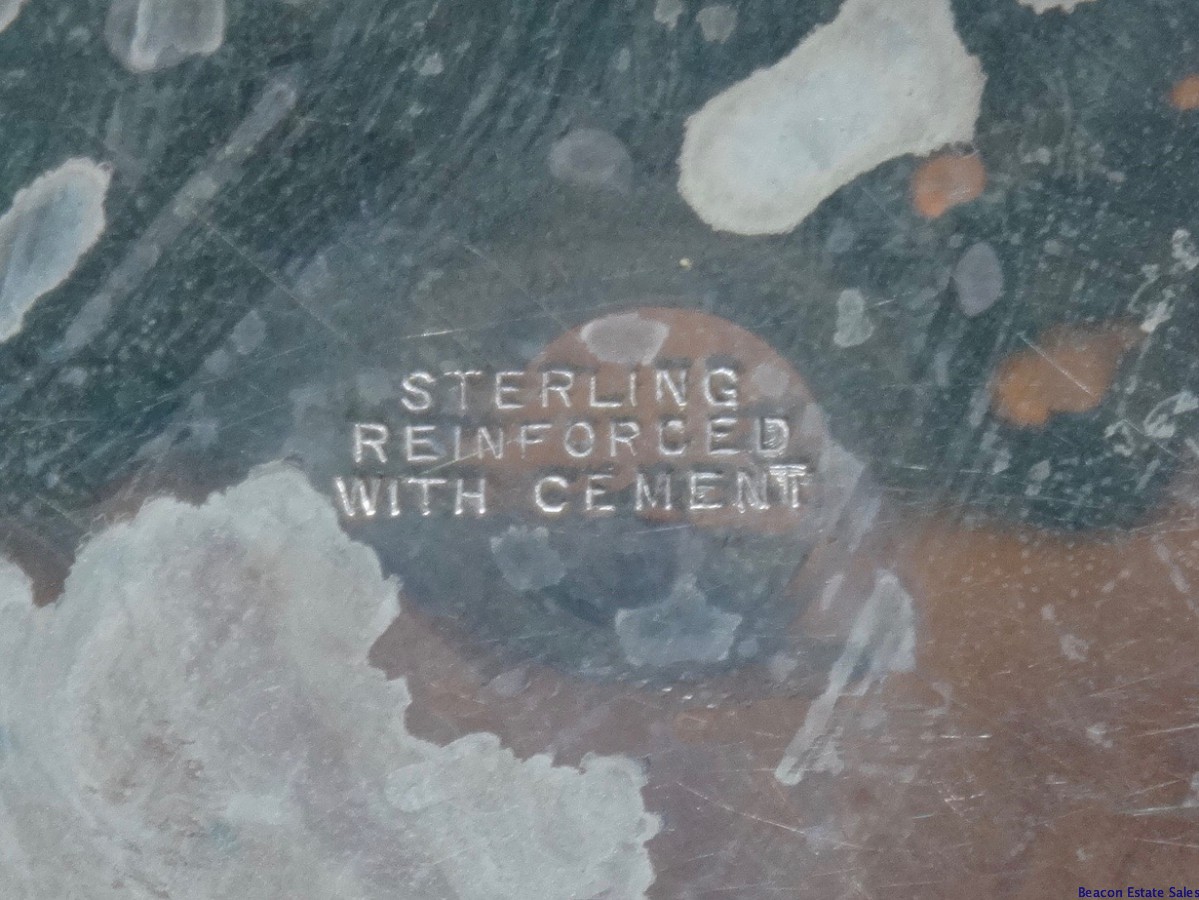 STERLING
REINFORCED
WITH CEMENT
Beacon Estate Sales